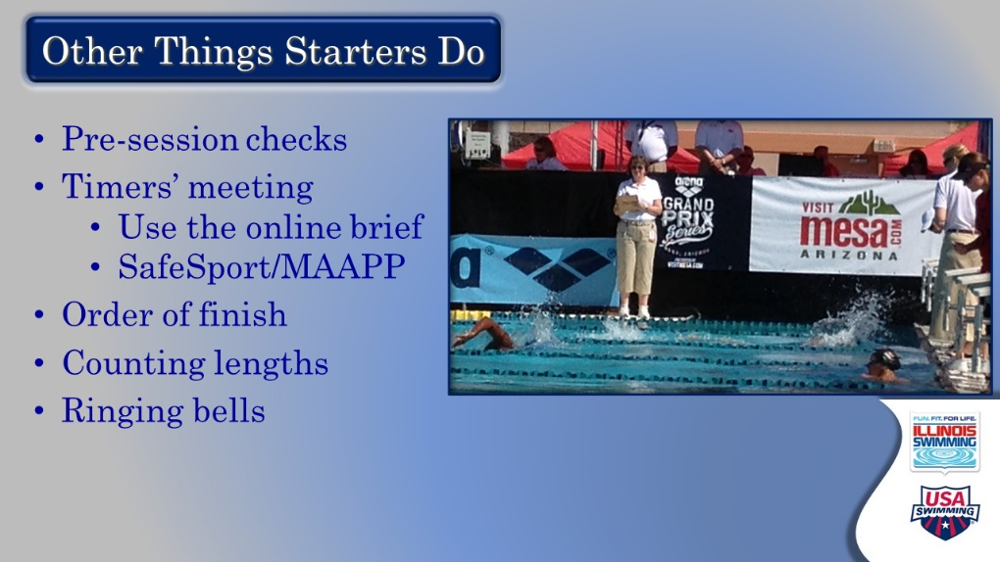 Other Things Starters Do
• Pre-session checks
• Timers’ meeting
• Use the online brief
• SafeSport/MAAPP
• Order of finish
• Counting lengths
• Ringing bells
arena
GRAND
PRIX
Series
VISIT
mesa.COM
ARIZONA
a
FUN. FIT. FOR LIFE.
ILLINOIS
SWIMMING
USA
SWIMMING